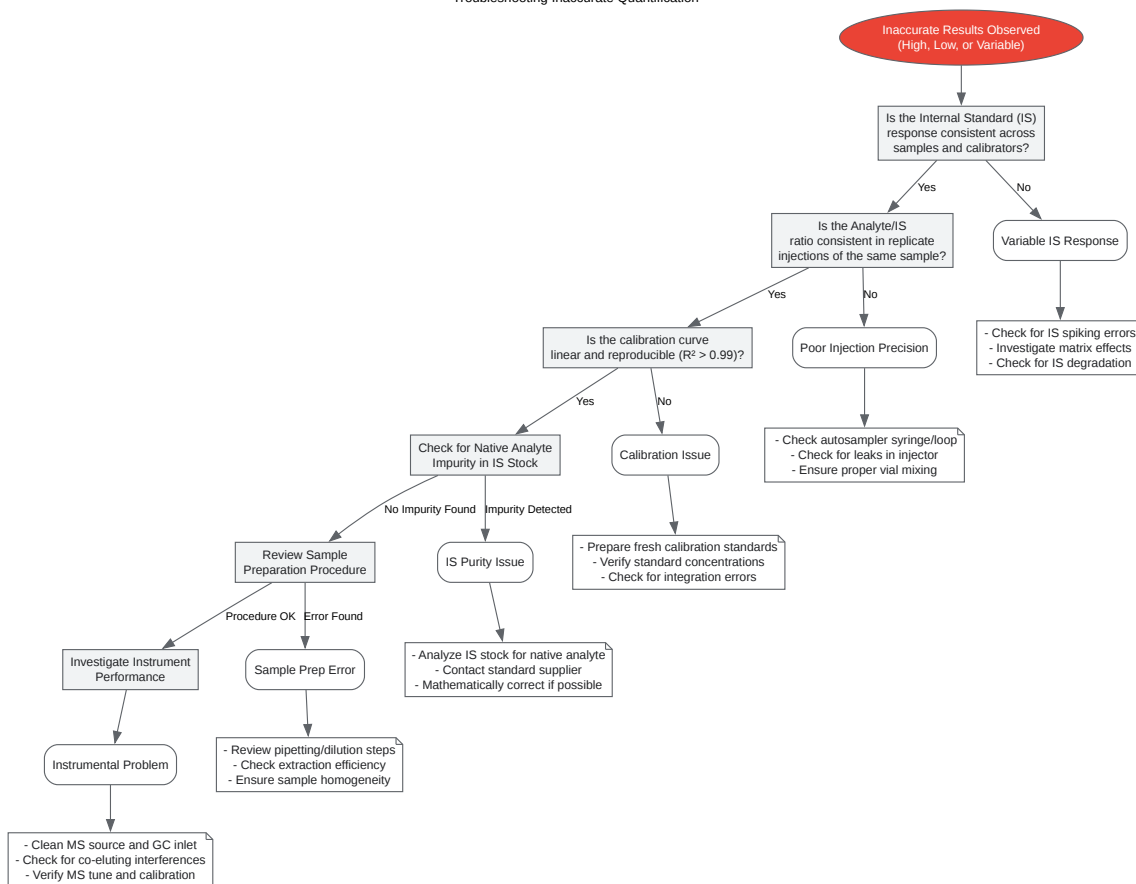 Troubleshooting Inaccurate Quantification
Inaccurate Results Observed
(High, Low, or Variable)
Is the Internal Standard (IS)
response consistent across
samples and calibrators?
Yes
No
Is the Analyte/IS
ratio consistent in replicate
injections of the same sample?
Variable IS Response
Yes
No
- Check for IS spiking errors
- Investigate matrix effects
- Check for IS degradation
Is the calibration curve
linear and reproducible (R² > 0.99)?
Poor Injection Precision
Yes
No
- Check autosampler syringe/loop
- Check for leaks in injector
- Ensure proper vial mixing
Check for Native Analyte
Impurity in IS Stock
Calibration Issue
No Impurity Found
Impurity Detected
- Prepare fresh calibration standards
- Verify standard concentrations
- Check for integration errors
Review Sample
Preparation Procedure
IS Purity Issue
Procedure OK
Error Found
- Analyze IS stock for native analyte
- Contact standard supplier
- Mathematically correct if possible
Investigate Instrument
Performance
Sample Prep Error
- Review pipetting/dilution steps
- Check extraction efficiency
- Ensure sample homogeneity
Instrumental Problem
- Clean MS source and GC inlet
- Check for co-eluting interferences
- Verify MS tune and calibration